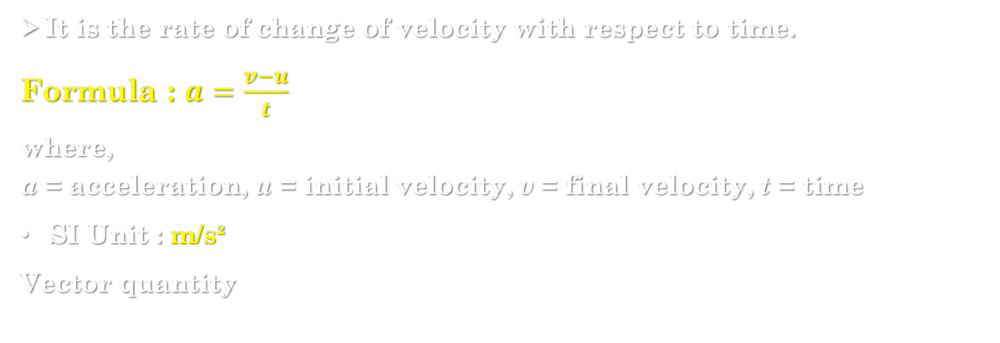 ➢ It is the rate of change of velocity with respect to time.
Formula : a = (v−u)/t
where,
a = acceleration, u = initial velocity, v = final velocity, t = time
• SI Unit : m/s²
Vector quantity